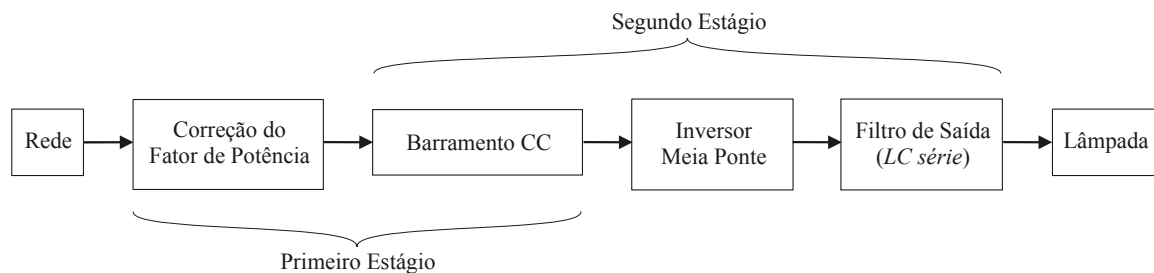 Segundo Estágio
Rede
Correção do
Fator de Potência
Barramento CC
Inversor
Meia Ponte
Filtro de Saída
(LC série)
Lâmpada
Primeiro Estágio